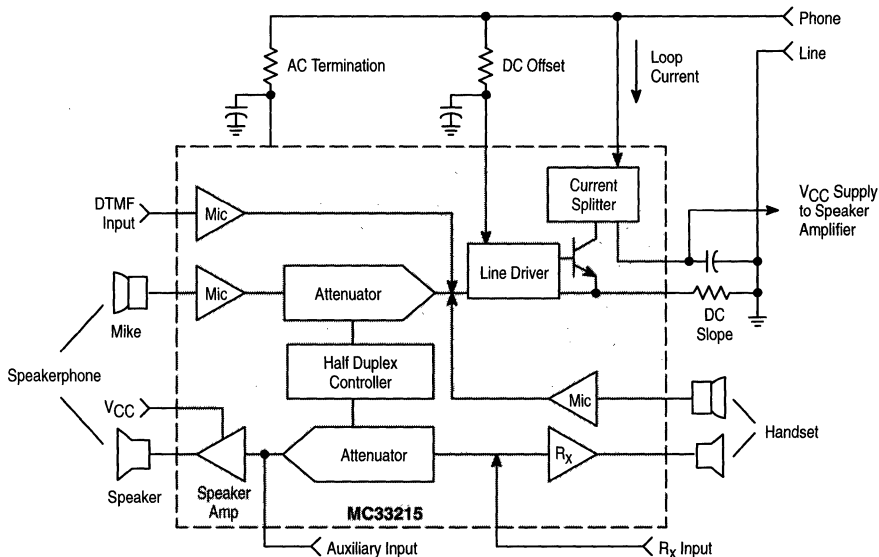 Phone
Line
AC Termination
DC Offset
Loop
Current
DTMF
Input
Mic
Current
Splitter
VCC Supply
to Speaker
Amplifier
Mike
Mic
Attenuator
Line Driver
DC
Slope
Speakerphone
Half Duplex
Controller
VCC
Mic
Handset
Speaker
Speaker
Amp
Attenuator
RX
MC33215
Auxiliary Input
RX Input